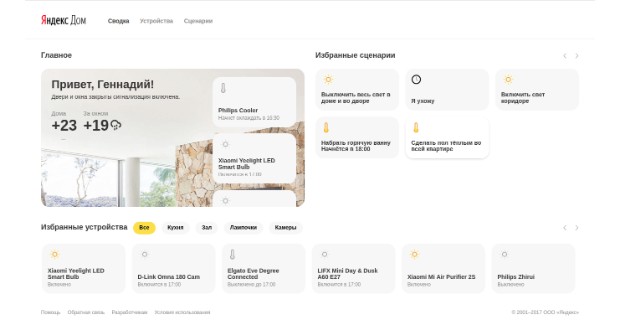 Яндекс Дом
Сводка
Устройства
Сценарии
Главное
Привет, Геннадий!
Двери и окна закрыты сигнализация включена.
Дома
За окном
+23
+19
Philips Cooler
Начнет охлаждать в 18:30
Xiaomi Yeelight LED
Smart Bulb
Включится в 17:00
Избранные сценарии
Выключить весь свет в
доме и во дворе
Я ухожу
Включить свет
коридоре
Набрать горячую ванну
Начнётся в 18:00
Сделать пол тёплым во
всей квартире
Избранные устройства
Все
Кухня
Зал
Лампочки
Камеры
Xiaomi Yeelight LED
Smart Bulb
Включено
D-Link Omna 180 Cam
Включится в 17:00
Elgato Eve Degree
Connected
Выключено до 17:00
LIFX Mini Day & Dusk
A60 E27
Включится в 17:00
Xiaomi Mi Air Purifier 2S
Включено
Philips Zhirui
Выключено
Помощь
Обратная связь
Разработчикам
Условия использования
© 2001–2017 ООО «Яндекс»